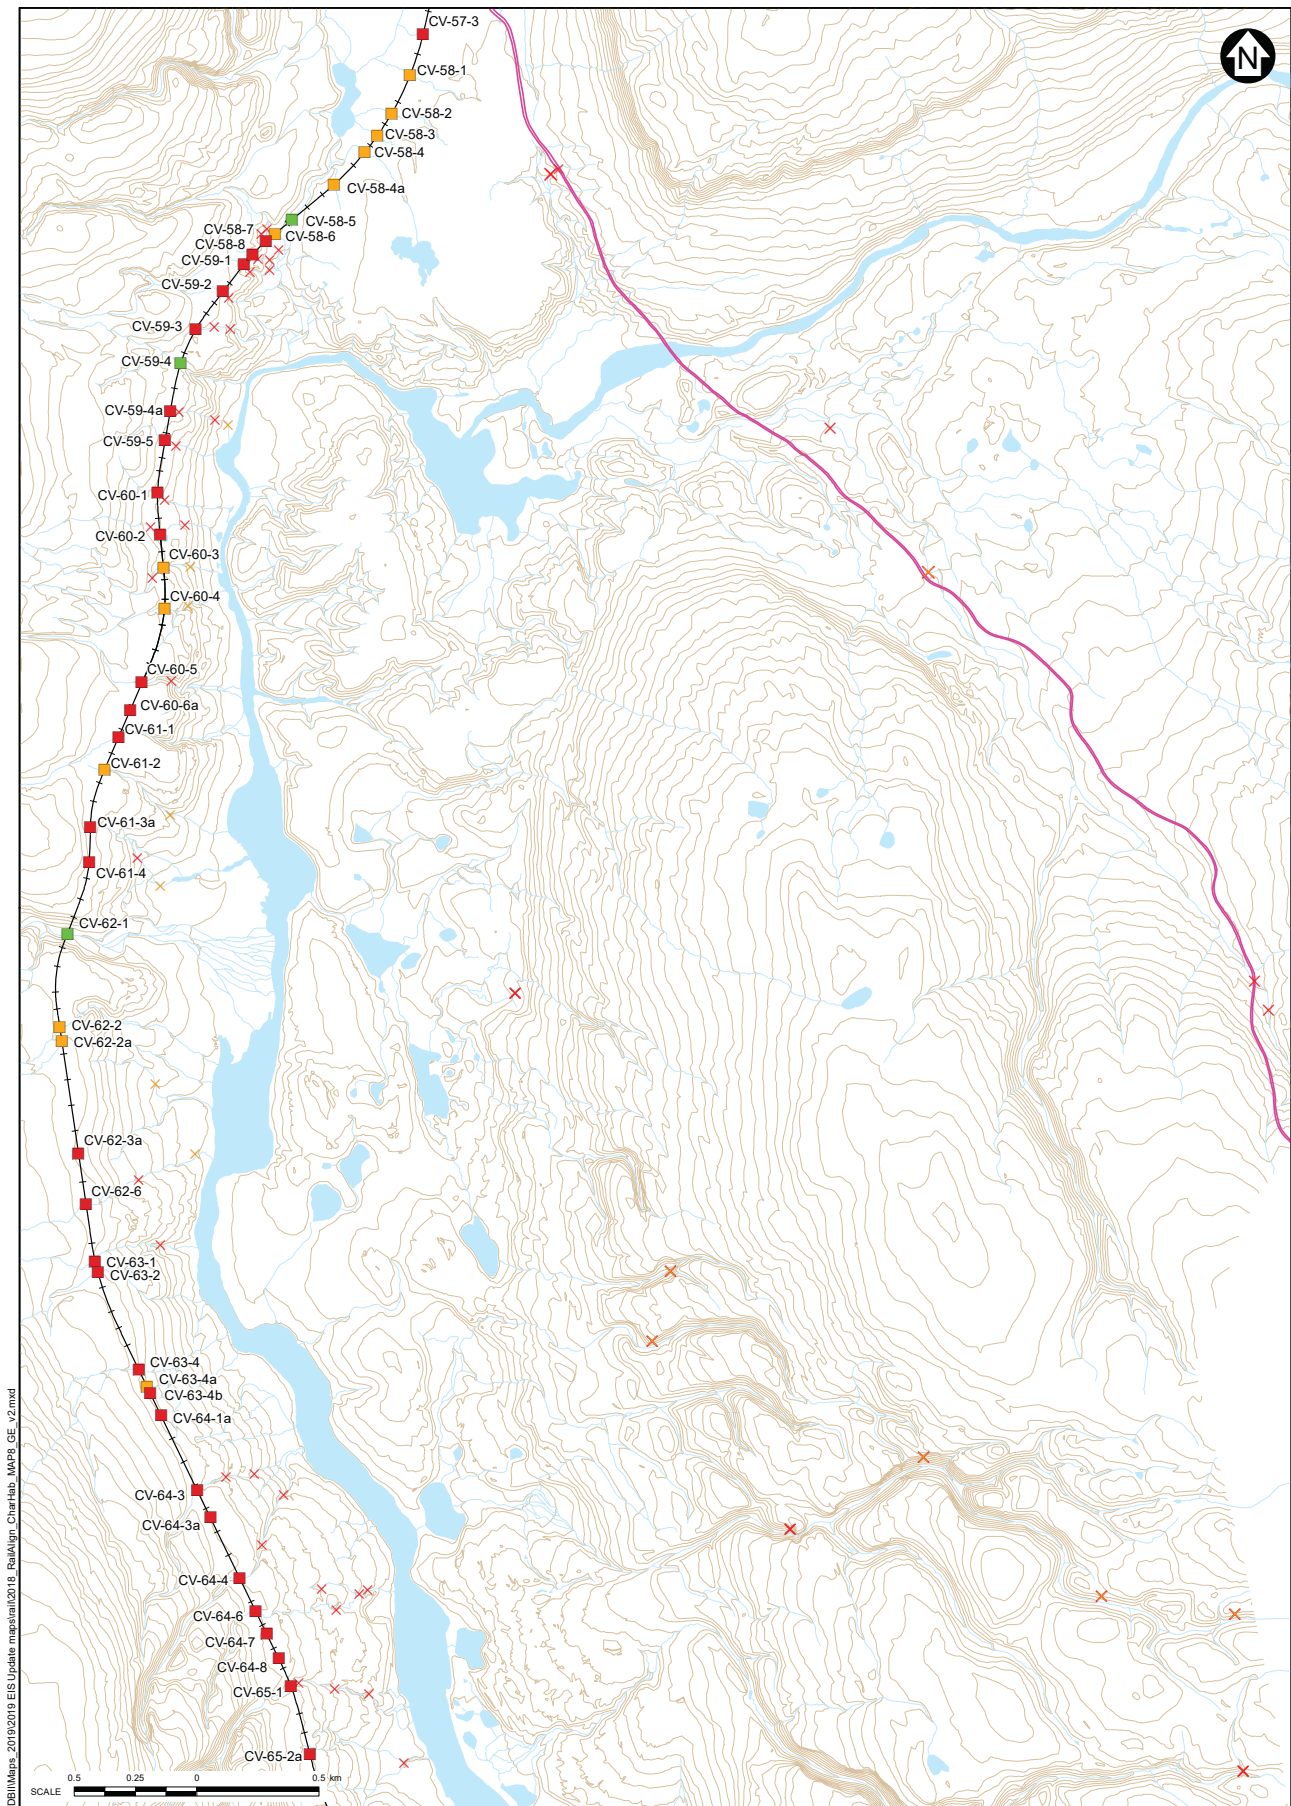 CV-57-3
N
CV-58-1
CV-58-2
CV-58-3
CV-58-4
CV-58-4a
CV-58-5
CV-58-7
CV-58-6
CV-58-8
CV-59-1
CV-59-2
CV-59-3
CV-59-4
CV-59-4a
CV-59-5
CV-60-1
CV-60-2
CV-60-3
CV-60-4
CV-60-5
CV-60-6a
CV-61-1
CV-61-2
CV-61-3a
CV-61-4
CV-62-1
CV-62-2
CV-62-2a
CV-62-3a
CV-62-6
CV-63-1
CV-63-2
CV-63-4
CV-63-4a
CV-63-4b
CV-64-1a
CV-64-3
CV-64-3a
CV-64-4
CV-64-6
CV-64-7
CV-64-8
CV-65-1
CV-65-2a
SCALE 0.5 0.25 0 0.5 km
DBI\Maps_2019\2019 EIS Update maps\rail\2018_RailAlign_CharHab_MAP8_GE_v2.mxd